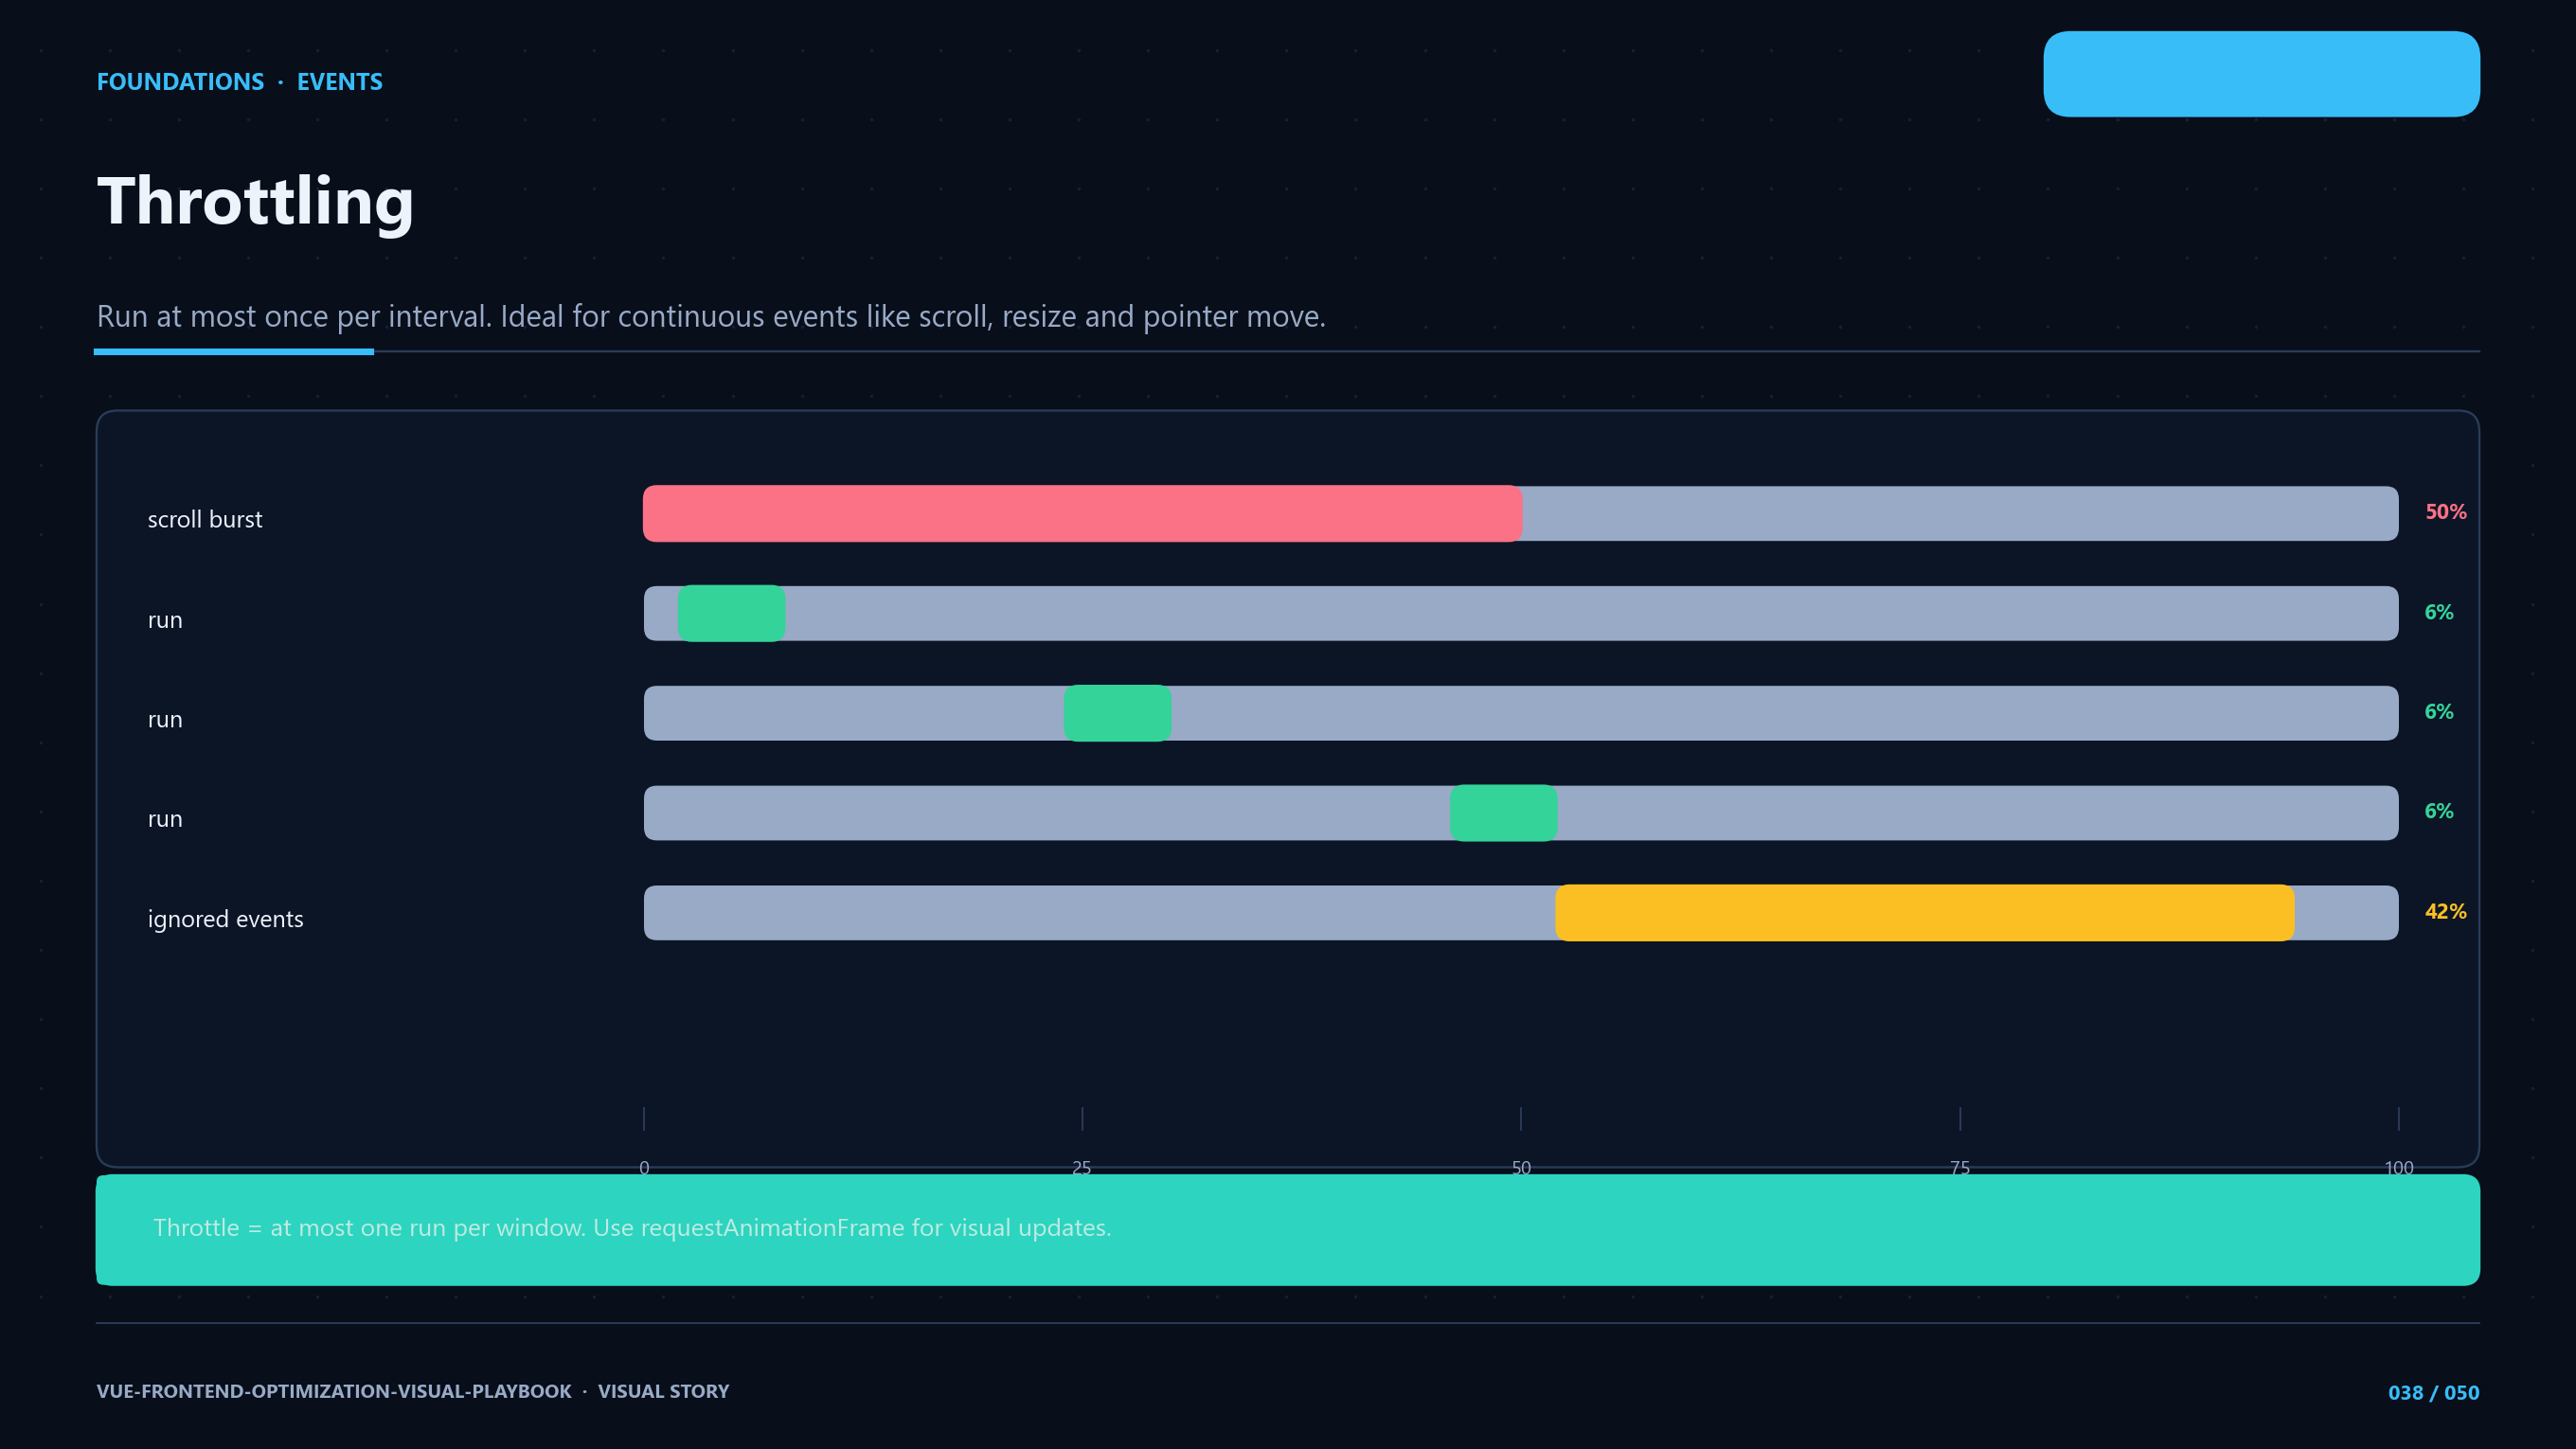 FOUNDATIONS · EVENTS
Throttling
Run at most once per interval. Ideal for continuous events like scroll, resize and pointer move.
scroll burst 50%
run 6%
run 6%
run 6%
ignored events 42%
0 25 50 75 100
Throttle = at most one run per window. Use requestAnimationFrame for visual updates.
VUE-FRONTEND-OPTIMIZATION-VISUAL-PLAYBOOK · VISUAL STORY
038 / 050